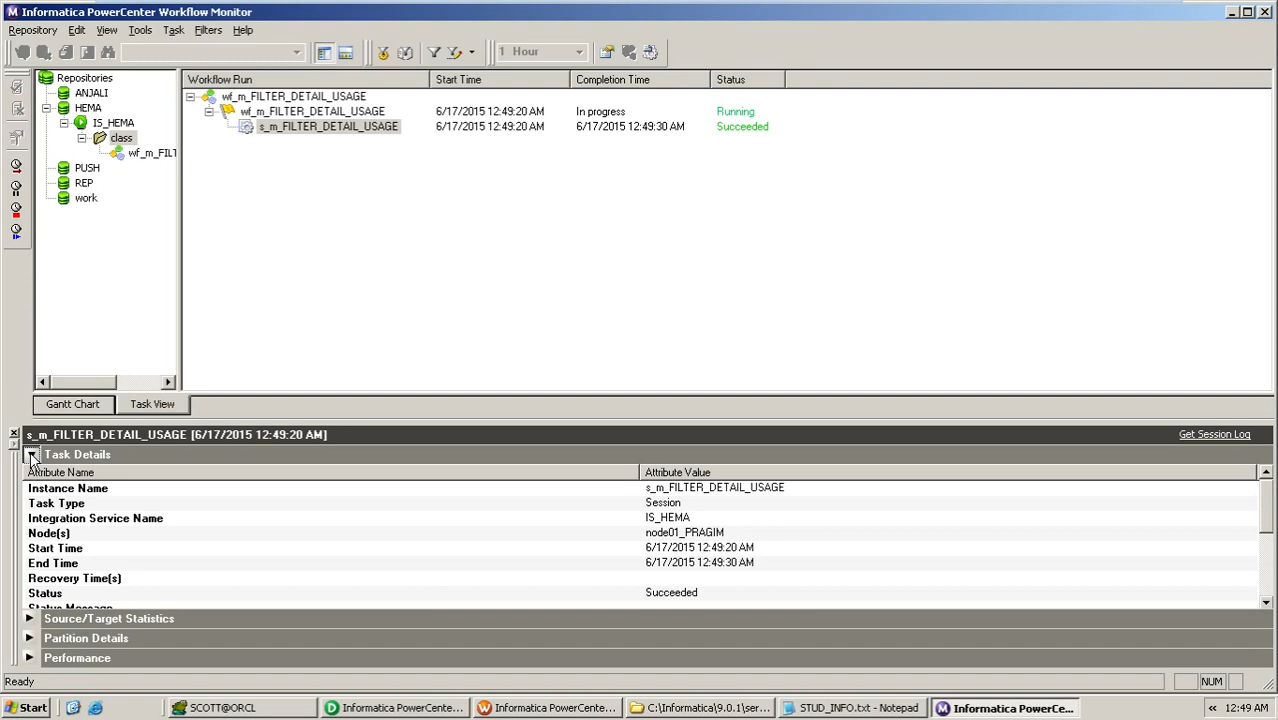 Informatica PowerCenter Workflow Monitor
Repository Edit View Tools Task Filters Help
1 Hour
Repositories
ANJALI
HEMA
IS_HEMA
class
wf_m_FILT
PUSH
REP
work
Workflow Run Start Time Completion Time Status
wf_m_FILTER_DETAIL_USAGE
wf_m_FILTER_DETAIL_USAGE 6/17/2015 12:49:20 AM In progress Running
s_m_FILTER_DETAIL_USAGE 6/17/2015 12:49:20 AM 6/17/2015 12:49:30 AM Succeeded
Gantt Chart Task View
s_m_FILTER_DETAIL_USAGE [6/17/2015 12:49:20 AM] Get Session Log
Task Details
Attribute Name Attribute Value
Instance Name s_m_FILTER_DETAIL_USAGE
Task Type Session
Integration Service Name IS_HEMA
Node(s) node01_PRAGIM
Start Time 6/17/2015 12:49:20 AM
End Time 6/17/2015 12:49:30 AM
Recovery Time(s)
Status Succeeded
Status Message
Source/Target Statistics
Partition Details
Performance
Ready NUM
Start SCOTT@ORCL Informatica PowerCente... Informatica PowerCente... C:\Informatica\9.0.1\ser... STUD_INFO.txt - Notepad Informatica PowerCe... « 12:49 AM